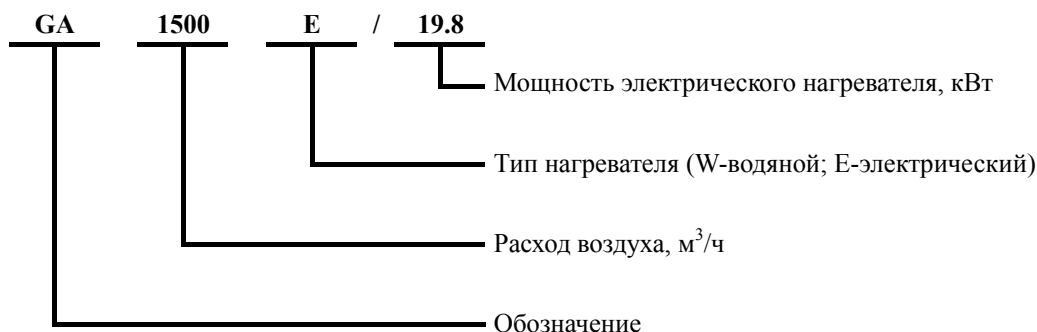 GA 1500 E / 19.8
Мощность электрического нагревателя, кВт
Тип нагревателя (W-водяной; E-электрический)
Расход воздуха, м³/ч
Обозначение